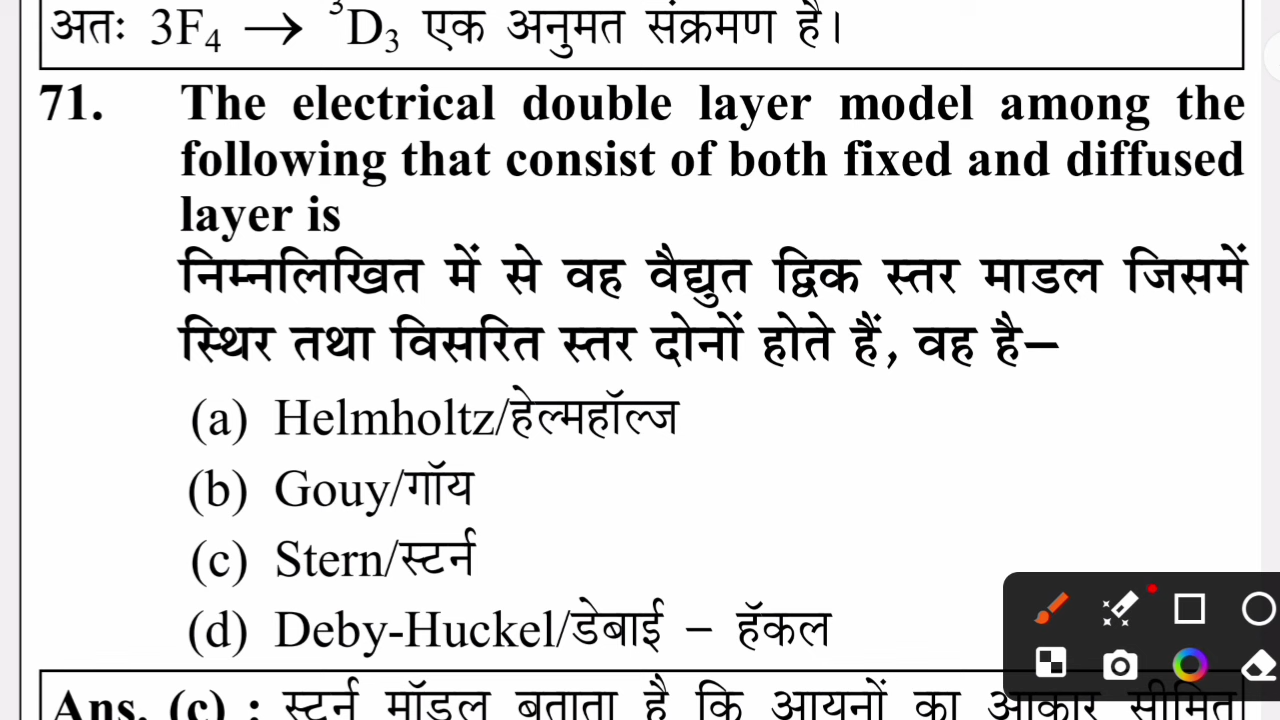 अतः 3F₄ → ³D₃ एक अनुमत संक्रमण है।
71. The electrical double layer model among the
following that consist of both fixed and diffused
layer is
निम्नलिखित में से वह वैद्युत द्विक स्तर माडल जिसमें
स्थिर तथा विसरित स्तर दोनों होते हैं, वह है–
(a) Helmholtz/हेल्महॉल्ज
(b) Gouy/गॉय
(c) Stern/स्टर्न
(d) Deby-Huckel/डेबाई – हॅकल
Ans. (c) : स्टर्न मॉडल बताता है कि आयनों का आकार सीमित